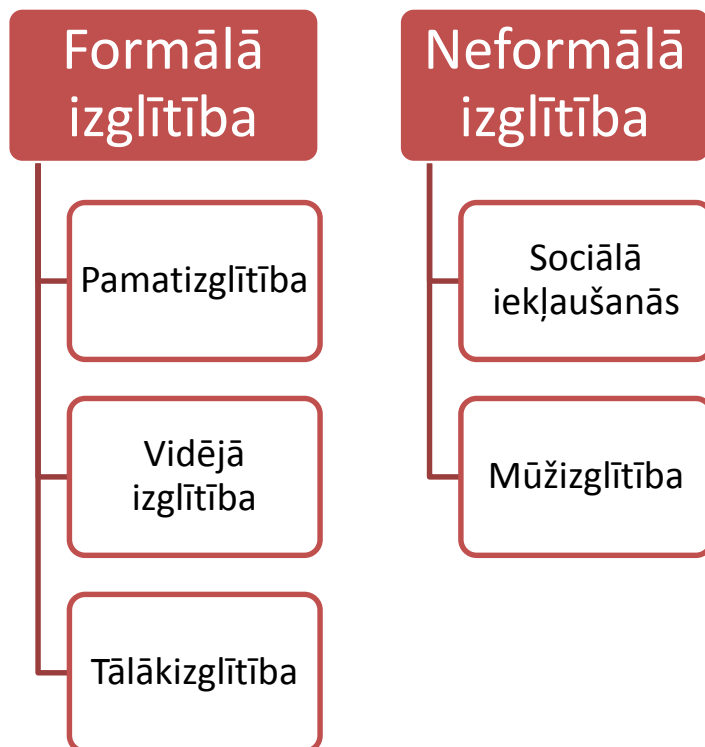 Formālā
izglītība
Pamatizglītība
Vidējā
izglītība
Tālākizglītība
Neformālā
izglītība
Sociālā
iekļaušanās
Mūžizglītība